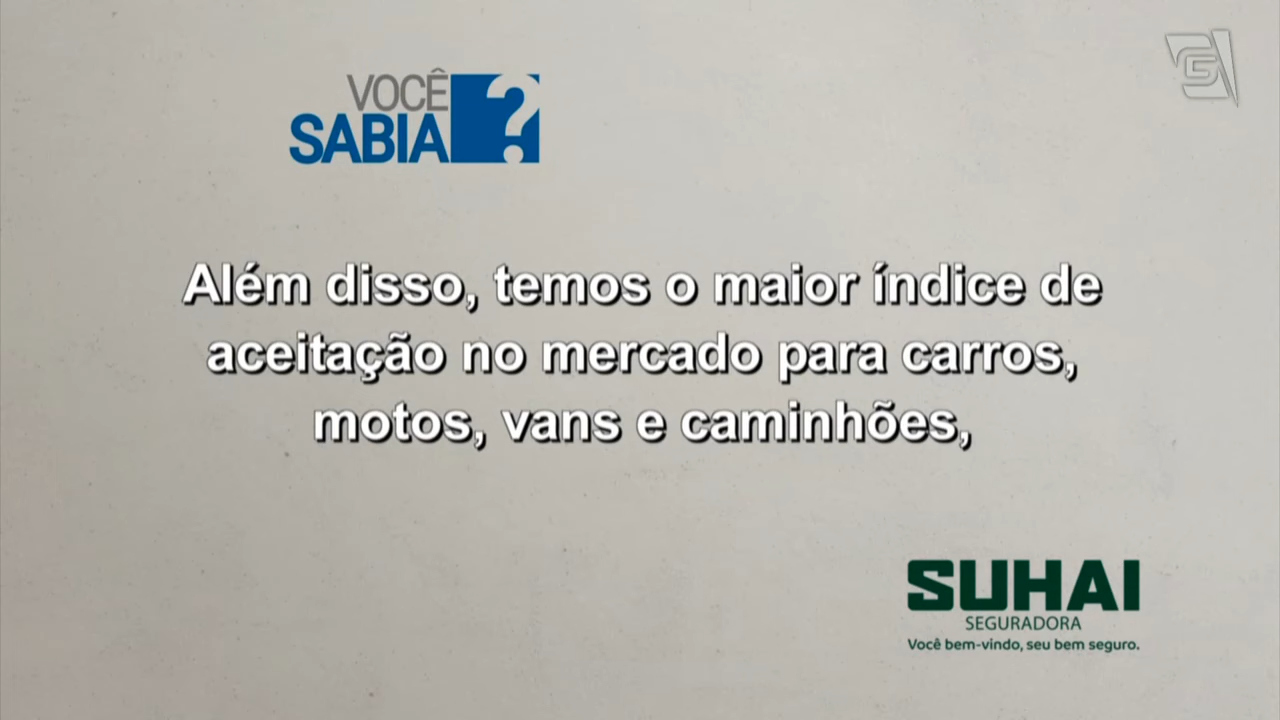 VOCÊ
SABIA?
Além disso, temos o maior índice de
aceitação no mercado para carros,
motos, vans e caminhões,
SUHAI
SEGURADORA
Você bem-vindo, seu bem seguro.